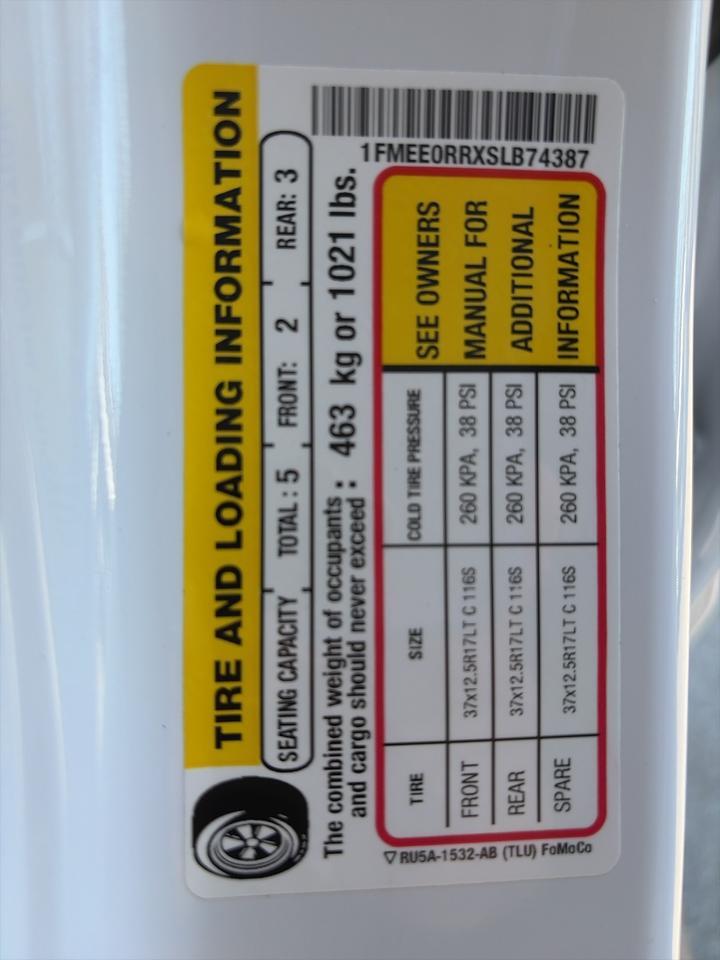 TIRE AND LOADING INFORMATION
SEATING CAPACITY TOTAL : 5 FRONT: 2 REAR: 3
The combined weight of occupants
and cargo should never exceed : 463 kg or 1021 lbs.
TIRE SIZE COLD TIRE PRESSURE
FRONT 37x12.5R17LT C 116S 260 KPA, 38 PSI
REAR 37x12.5R17LT C 116S 260 KPA, 38 PSI
SPARE 37x12.5R17LT C 116S 260 KPA, 38 PSI
SEE OWNERS
MANUAL FOR
ADDITIONAL
INFORMATION
RU5A-1532-AB (TLU) FoMoCo
1FMEE0RRXSLB74387